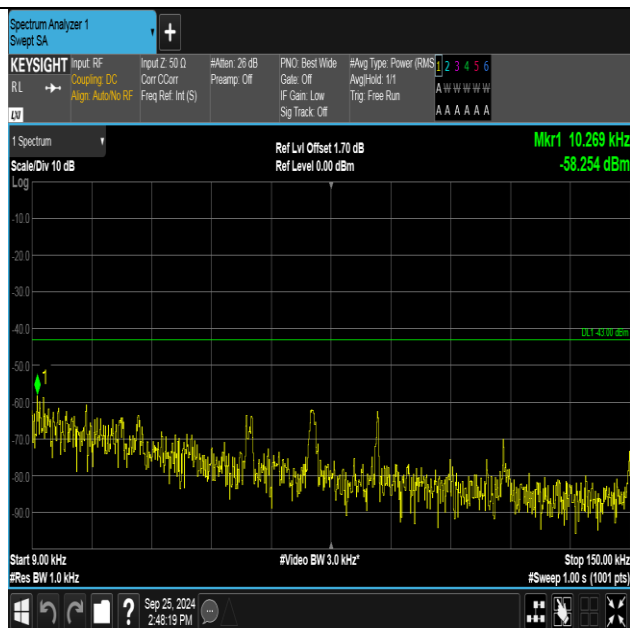 Spectrum Analyzer 1
Swept SA
+
KEYSIGHT Input: RF Input Z: 50 Ω #Atten: 26 dB PNO: Best Wide #Avg Type: Power (RMS 1 2 3 4 5 6
RL Coupling: DC Corr CCorr Preamp: Off Gate: Off Avg|Hold: 1/1 A W W W W W
Align: Auto/No RF Freq Ref: Int (S) IF Gain: Low Trig: Free Run
LXI Sig Track: Off A A A A A A
1 Spectrum Ref Lvl Offset 1.70 dB Mkr1 10.269 kHz
Scale/Div 10 dB Ref Level 0.00 dBm -58.254 dBm
Log
-10.0
-20.0
-30.0
-40.0
DL1 -43.00 dBm
-50.0
1
-60.0
-70.0
-80.0
-90.0
Start 9.00 kHz #Video BW 3.0 kHz* Stop 150.00 kHz
#Res BW 1.0 kHz #Sweep 1.00 s (1001 pts)
? Sep 25, 2024
2:48:19 PM